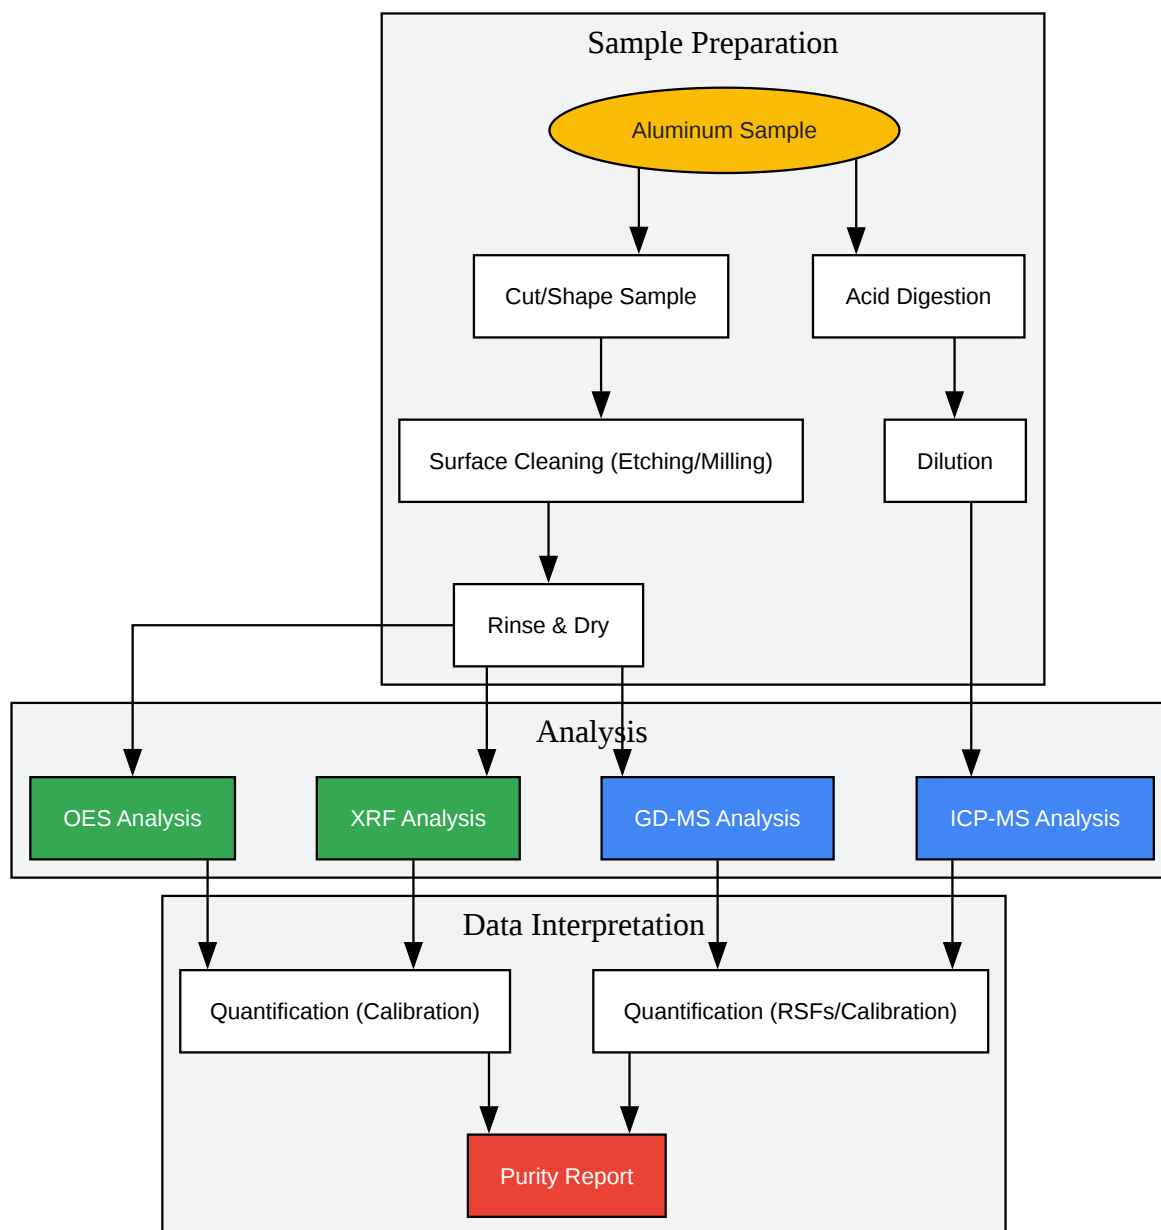 Sample Preparation
Aluminum Sample
Cut/Shape Sample
Acid Digestion
Surface Cleaning (Etching/Milling)
Dilution
Rinse & Dry
Analysis
OES Analysis
XRF Analysis
GD-MS Analysis
ICP-MS Analysis
Data Interpretation
Quantification (Calibration)
Quantification (RSFs/Calibration)
Purity Report